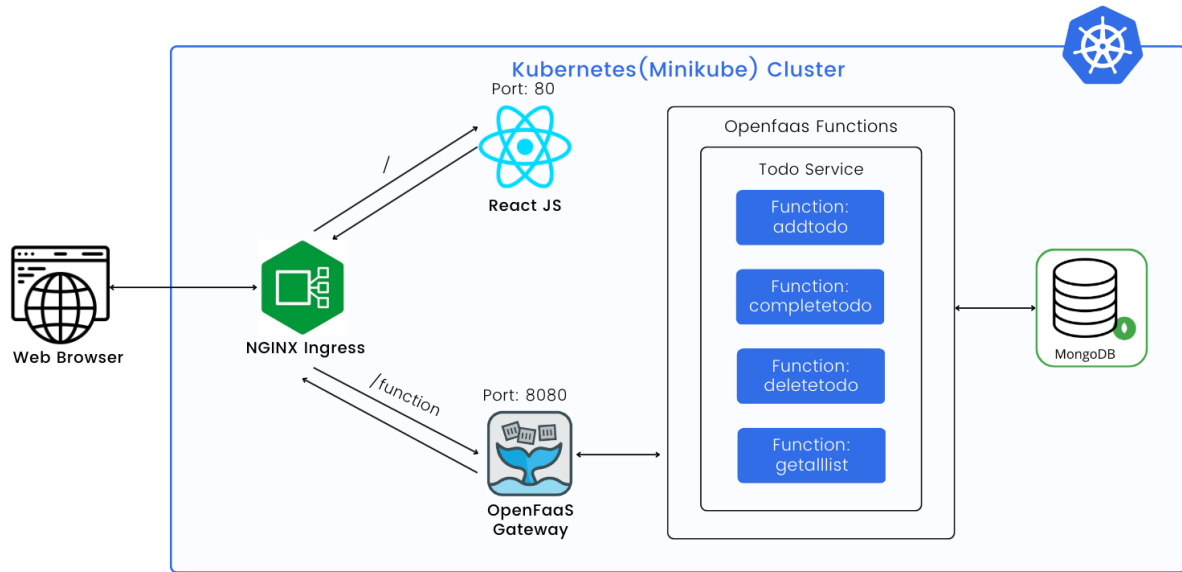 Kubernetes(Minikube) Cluster
Port: 80
React JS
/
Web Browser
NGINX Ingress
/function
Port: 8080
OpenFaaS
Gateway
Openfaas Functions
Todo Service
Function:
addtodo
Function:
completetodo
Function:
deletetodo
Function:
getalllist
MongoDB